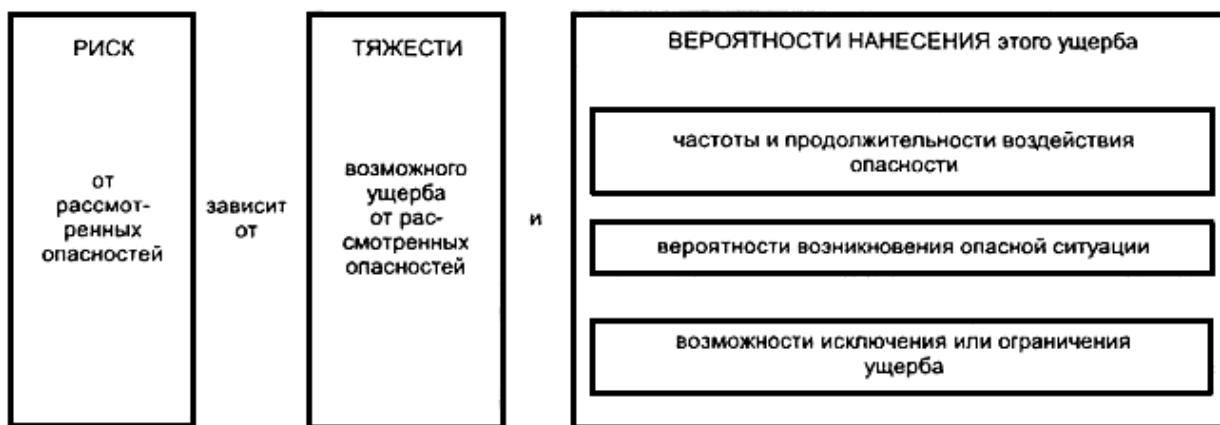 РИСК
от
рассмот-
ренных
опасностей
зависит
от
ТЯЖЕСТИ
возможного
ущерба
от рас-
смотренных
опасностей
и
ВЕРОЯТНОСТИ НАНЕСЕНИЯ этого ущерба
частоты и продолжительности воздействия
опасности
вероятности возникновения опасной ситуации
возможности исключения или ограничения
ущерба